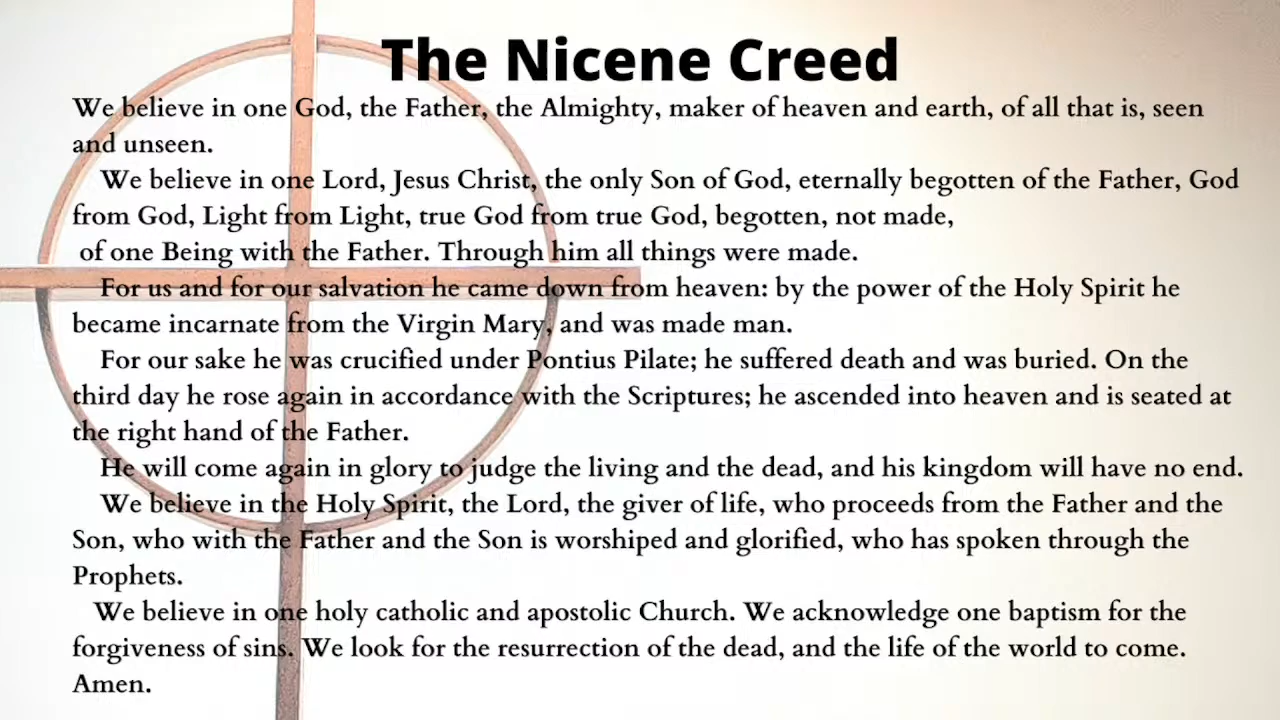 The Nicene Creed
We believe in one God, the Father, the Almighty, maker of heaven and earth, of all that is, seen
and unseen.
We believe in one Lord, Jesus Christ, the only Son of God, eternally begotten of the Father, God
from God, Light from Light, true God from true God, begotten, not made,
of one Being with the Father. Through him all things were made.
For us and for our salvation he came down from heaven: by the power of the Holy Spirit he
became incarnate from the Virgin Mary, and was made man.
For our sake he was crucified under Pontius Pilate; he suffered death and was buried. On the
third day he rose again in accordance with the Scriptures; he ascended into heaven and is seated at
the right hand of the Father.
He will come again in glory to judge the living and the dead, and his kingdom will have no end.
We believe in the Holy Spirit, the Lord, the giver of life, who proceeds from the Father and the
Son, who with the Father and the Son is worshiped and glorified, who has spoken through the
Prophets.
We believe in one holy catholic and apostolic Church. We acknowledge one baptism for the
forgiveness of sins. We look for the resurrection of the dead, and the life of the world to come.
Amen.